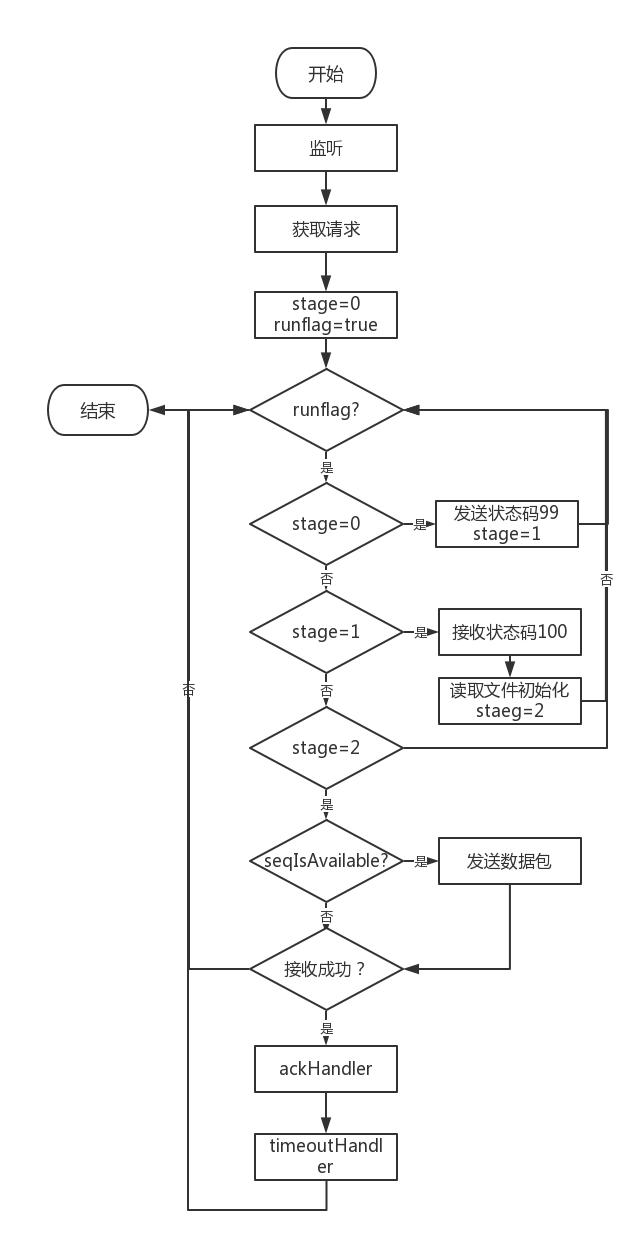 开始
监听
获取请求
stage=0
runflag=true
结束
runflag?
是
stage=0
是
发送状态码99
stage=1
否
否
stage=1
是
接收状态码100
否
读取文件初始化
staeg=2
否
stage=2
是
seqIsAvailable?
是
发送数据包
否
接收成功？
是
ackHandler
timeoutHandl
er